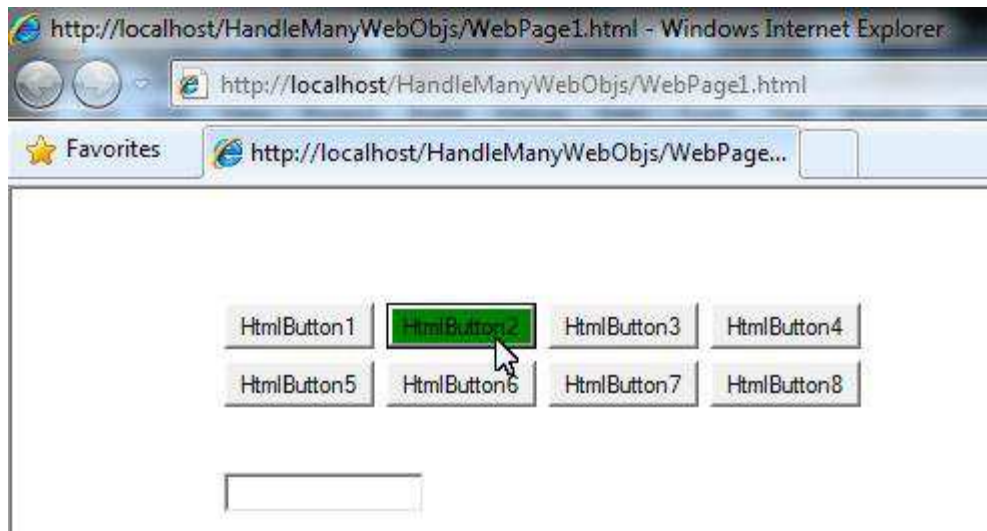 http://localhost/HandleManyWebObjs/WebPage1.html - Windows Internet Explorer
http://localhost/HandleManyWebObjs/WebPage1.html
Favorites
http://localhost/HandleManyWebObjs/WebPage...
HtmlButton1 HtmlButton2 HtmlButton3 HtmlButton4
HtmlButton5 HtmlButton6 HtmlButton7 HtmlButton8